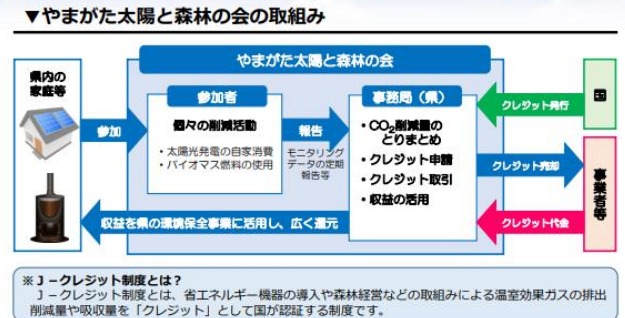 ▼やまがた太陽と森林の会の取組み
県内の
家庭等
参加
やまがた太陽と森林の会
参加者
個々の削減活動
・太陽光発電の自家消費
・バイオマス燃料の使用
報告
モニタリング
データの定期
報告等
事務局（県）
・CO2削減量の
とりまとめ
・クレジット申請
・クレジット取引
・収益の活用
クレジット発行
国
クレジット売却
事業者等
クレジット代金
収益を県の環境保全事業に活用し、広く還元
※Ｊ－クレジット制度とは？
Ｊ－クレジット制度とは、省エネルギー機器の導入や森林経営などの取組みによる温室効果ガスの排出
削減量や吸収量を「クレジット」として国が認証する制度です。